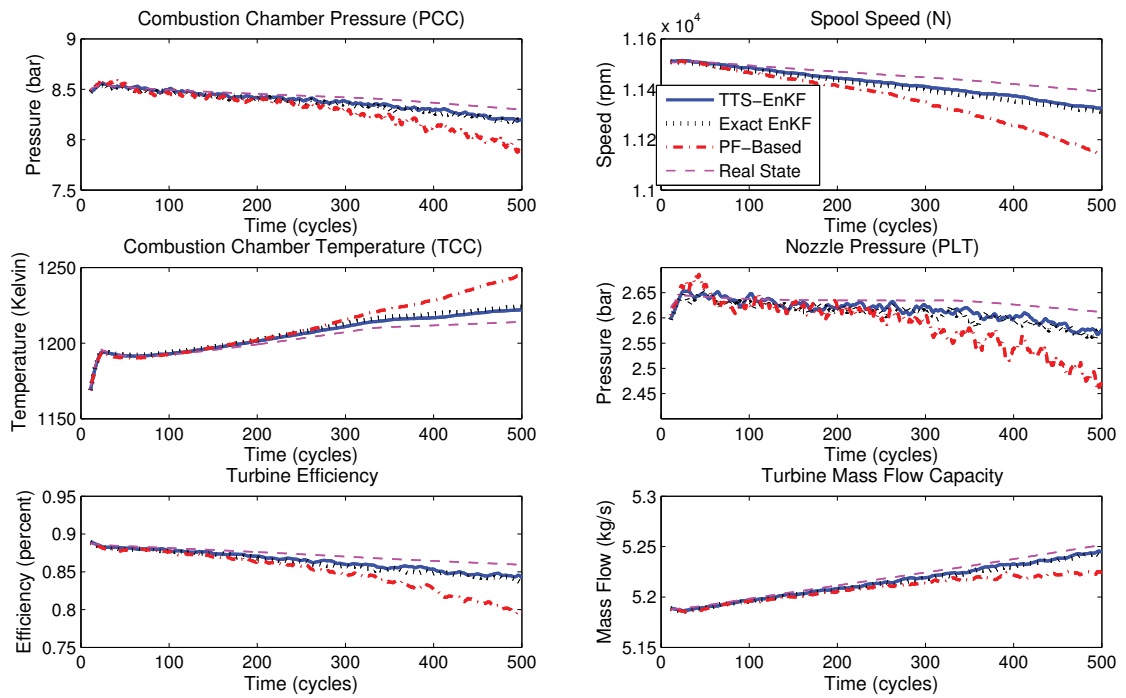 Combustion Chamber Pressure (PCC)
9
8.5
8
7.5
Pressure (bar)
0 100 200 300 400 500
Time (cycles)
Spool Speed (N)
x 10^4
1.16
1.14
1.12
1.1
Speed (rpm)
TTS−EnKF
Exact EnKF
PF−Based
Real State
0 100 200 300 400 500
Time (cycles)
Combustion Chamber Temperature (TCC)
1250
1200
1150
Temperature (Kelvin)
0 100 200 300 400 500
Time (cycles)
Nozzle Pressure (PLT)
2.65
2.6
2.55
2.5
2.45
Pressure (bar)
0 100 200 300 400 500
Time (cycles)
Turbine Efficiency
0.95
0.9
0.85
0.8
0.75
Efficiency (percent)
0 100 200 300 400 500
Time (cycles)
Turbine Mass Flow Capacity
5.3
5.25
5.2
5.15
Mass Flow (kg/s)
0 100 200 300 400 500
Time (cycles)